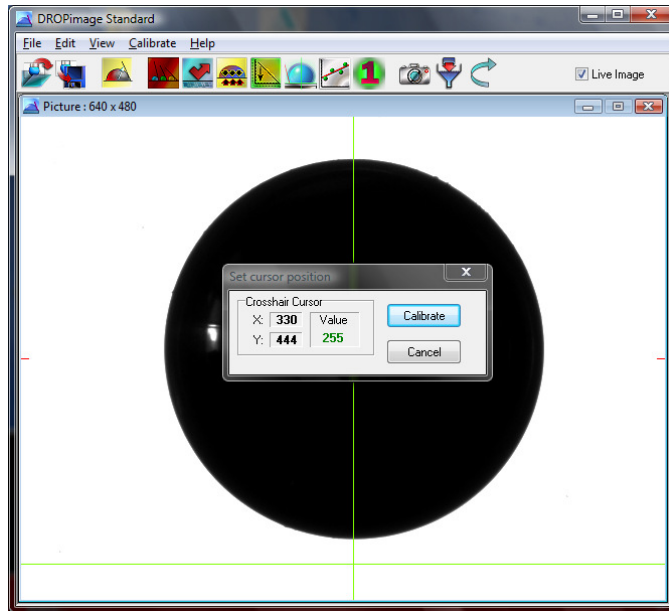 DROPimage Standard
File Edit View Calibrate Help
1 Live Image
Picture : 640 x 480
Set cursor position
Crosshair Cursor
X: 330 Value Calibrate
Y: 444 255
Cancel